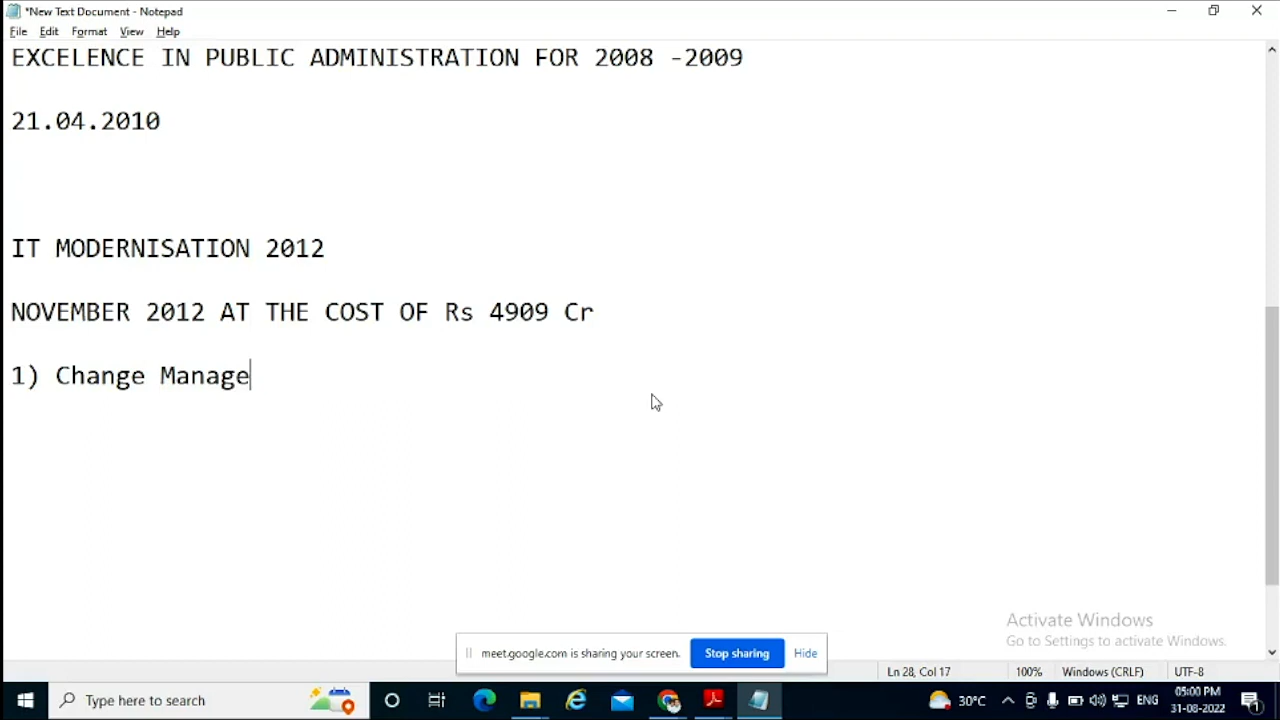 *New Text Document - Notepad
File Edit Format View Help
EXCELENCE IN PUBLIC ADMINISTRATION FOR 2008 -2009
21.04.2010
IT MODERNISATION 2012
NOVEMBER 2012 AT THE COST OF Rs 4909 Cr
1) Change Manage
Activate Windows
Go to Settings to activate Windows.
meet.google.com is sharing your screen. Stop sharing Hide
Ln 28, Col 17 100% Windows (CRLF) UTF-8
Type here to search 30°C ENG 05:00 PM
31-08-2022